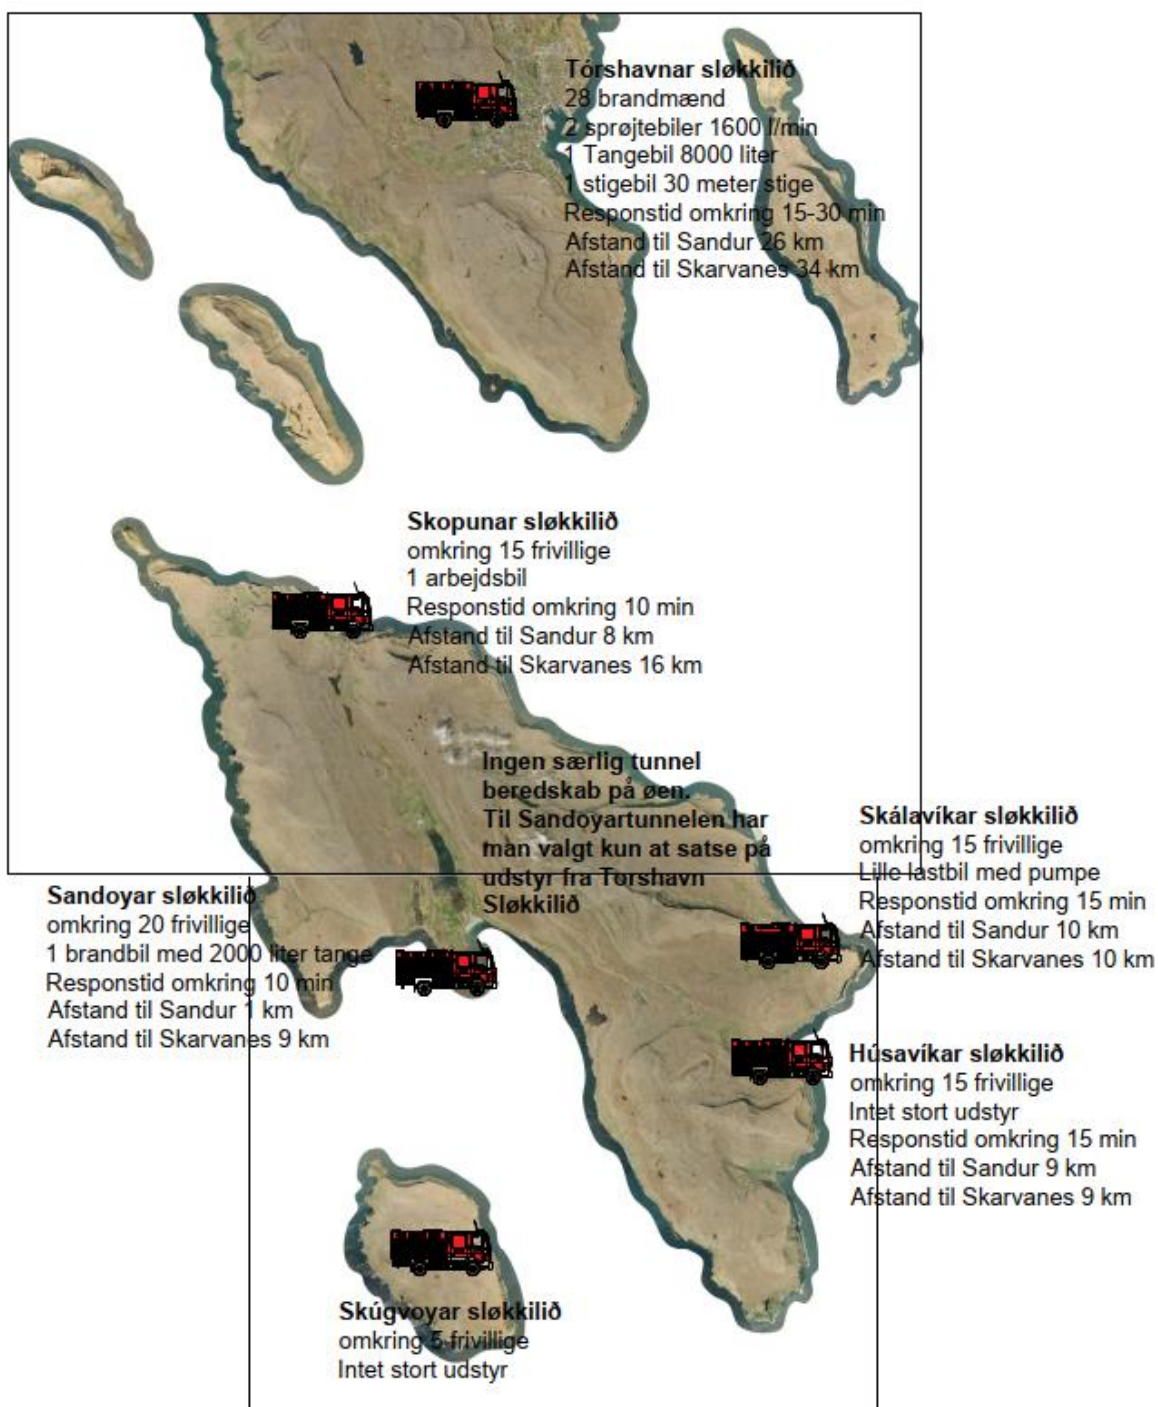 Tórshavnar sløkkilið
28 brandmænd
2 sprøjtebiler 1600 l/min
1 Tangebil 8000 liter
1 stigebil 30 meter stige
Responstid omkring 15-30 min
Afstand til Sandur 26 km
Afstand til Skarvanes 34 km
Skopunar sløkkilið
omkring 15 frivillige
1 arbejdsbil
Responstid omkring 10 min
Afstand til Sandur 8 km
Afstand til Skarvanes 16 km
Ingen særlig tunnel
beredskab på øen.
Til Sandoyartunnelen har
man valgt kun at satse på
udstyr fra Torshavn
Sløkkilið
Skálavíkar sløkkilið
omkring 15 frivillige
Lille lastbil med pumpe
Responstid omkring 15 min
Afstand til Sandur 10 km
Afstand til Skarvanes 10 km
Sandoyar sløkkilið
omkring 20 frivillige
1 brandbil med 2000 liter tange
Responstid omkring 10 min
Afstand til Sandur 1 km
Afstand til Skarvanes 9 km
Húsavíkar sløkkilið
omkring 15 frivillige
Intet stort udstyr
Responstid omkring 15 min
Afstand til Sandur 9 km
Afstand til Skarvanes 9 km
Skúgvoyar sløkkilið
omkring 5 frivillige
Intet stort udstyr